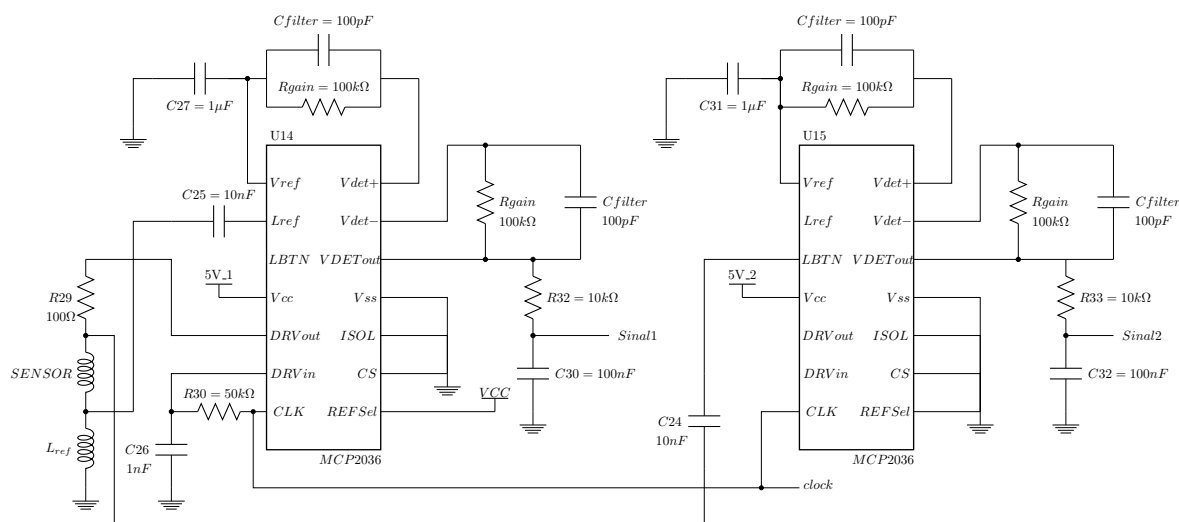 Cfilter = 100pF
Rgain = 100kΩ
C27 = 1μF
U14
C25 = 10nF
Vref
Vdet+
Lref
Vdet−
LBTN
VDETout
5V_1
Vcc
Vss
DRVout
ISOL
DRVin
CS
CLK
REFSel
MCP2036
Rgain
100kΩ
Cfilter
100pF
R29
100Ω
R32 = 10kΩ
Sinal1
SENSOR
R30 = 50kΩ
C30 = 100nF
VCC
Lref
C26
1nF
Cfilter = 100pF
Rgain = 100kΩ
C31 = 1μF
U15
Vref
Vdet+
Lref
Vdet−
LBTN
VDETout
5V_2
Vcc
Vss
DRVout
ISOL
DRVin
CS
CLK
REFSel
MCP2036
Rgain
100kΩ
Cfilter
100pF
R33 = 10kΩ
Sinal2
C32 = 100nF
C24
10nF
clock